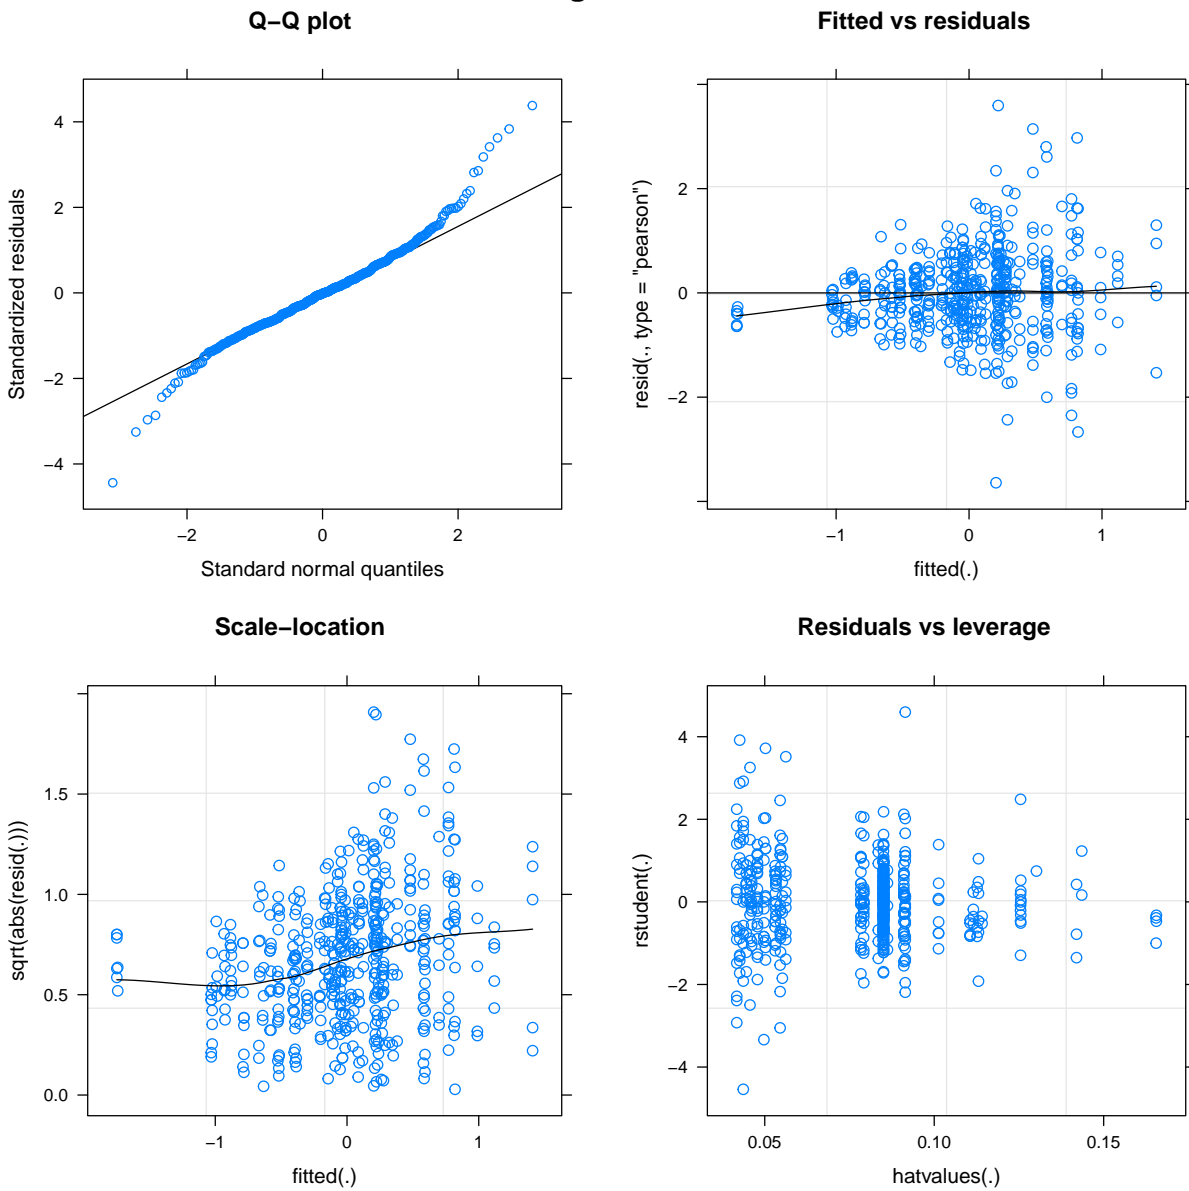 Q−Q plot
4
2
0
−2
−4
−2
0
2
Standardized residuals
Standard normal quantiles
Fitted vs residuals
2
0
−2
−1
0
1
resid(., type = "pearson")
fitted(.)
Scale−location
1.5
1.0
0.5
0.0
−1
0
1
sqrt(abs(resid(.)))
fitted(.)
Residuals vs leverage
4
2
0
−2
−4
0.05
0.10
0.15
rstudent(.)
hatvalues(.)